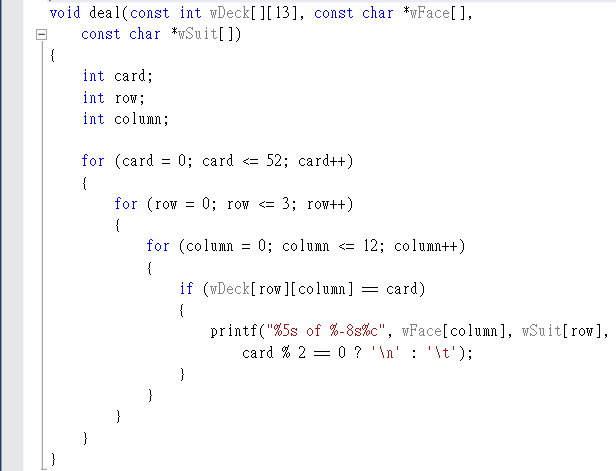 void deal(const int wDeck[][13], const char *wFace[],
    const char *wSuit[])
{
    int card;
    int row;
    int column;

    for (card = 0; card <= 52; card++)
    {
        for (row = 0; row <= 3; row++)
        {
            for (column = 0; column <= 12; column++)
            {
                if (wDeck[row][column] == card)
                {
                    printf("%5s of %-8s%c", wFace[column], wSuit[row],
                        card % 2 == 0 ? '\n' : '\t');
                }
            }
        }
    }
}